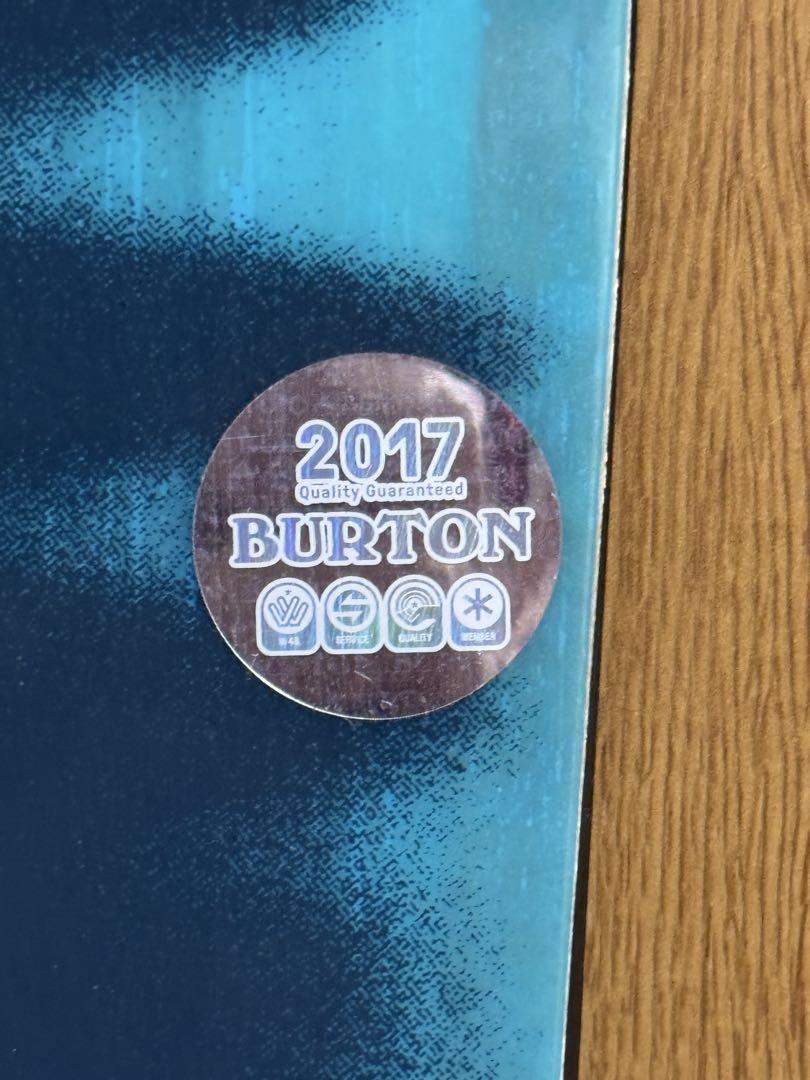 2017
Quality Guaranteed
BURTON
SERVICE QUALITY MEMBER